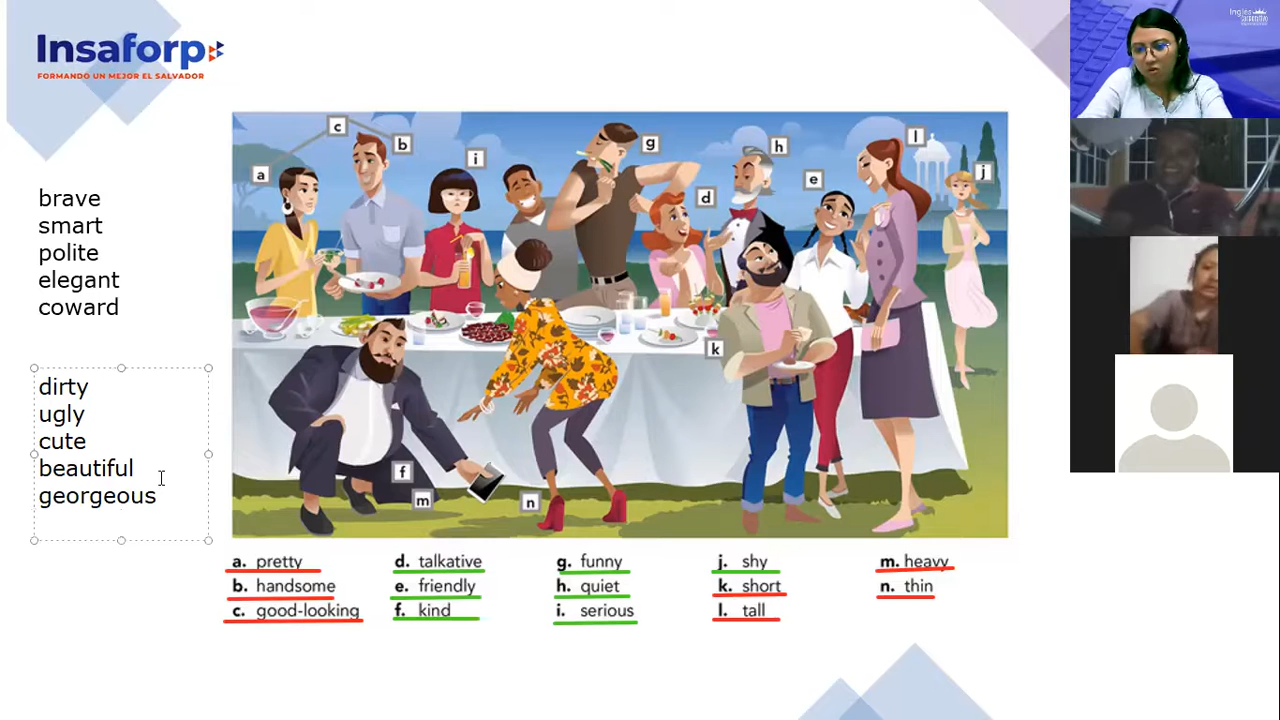 Insaforp
FORMANDO UN MEJOR EL SALVADOR
brave
smart
polite
elegant
coward
dirty
ugly
cute
beautiful
georgeous
c
b
a
i
g
h
l
j
d
e
k
f
m
n
a. pretty
b. handsome
c. good-looking
d. talkative
e. friendly
f. kind
g. funny
h. quiet
i. serious
j. shy
k. short
l. tall
m. heavy
n. thin
Ingles